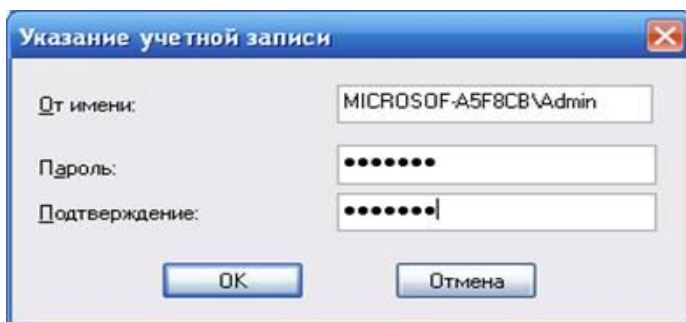 Указание учетной записи
От имени: MICROSOF-A5F8CB\Admin
Пароль: •••••••
Подтверждение: •••••••
OK Отмена